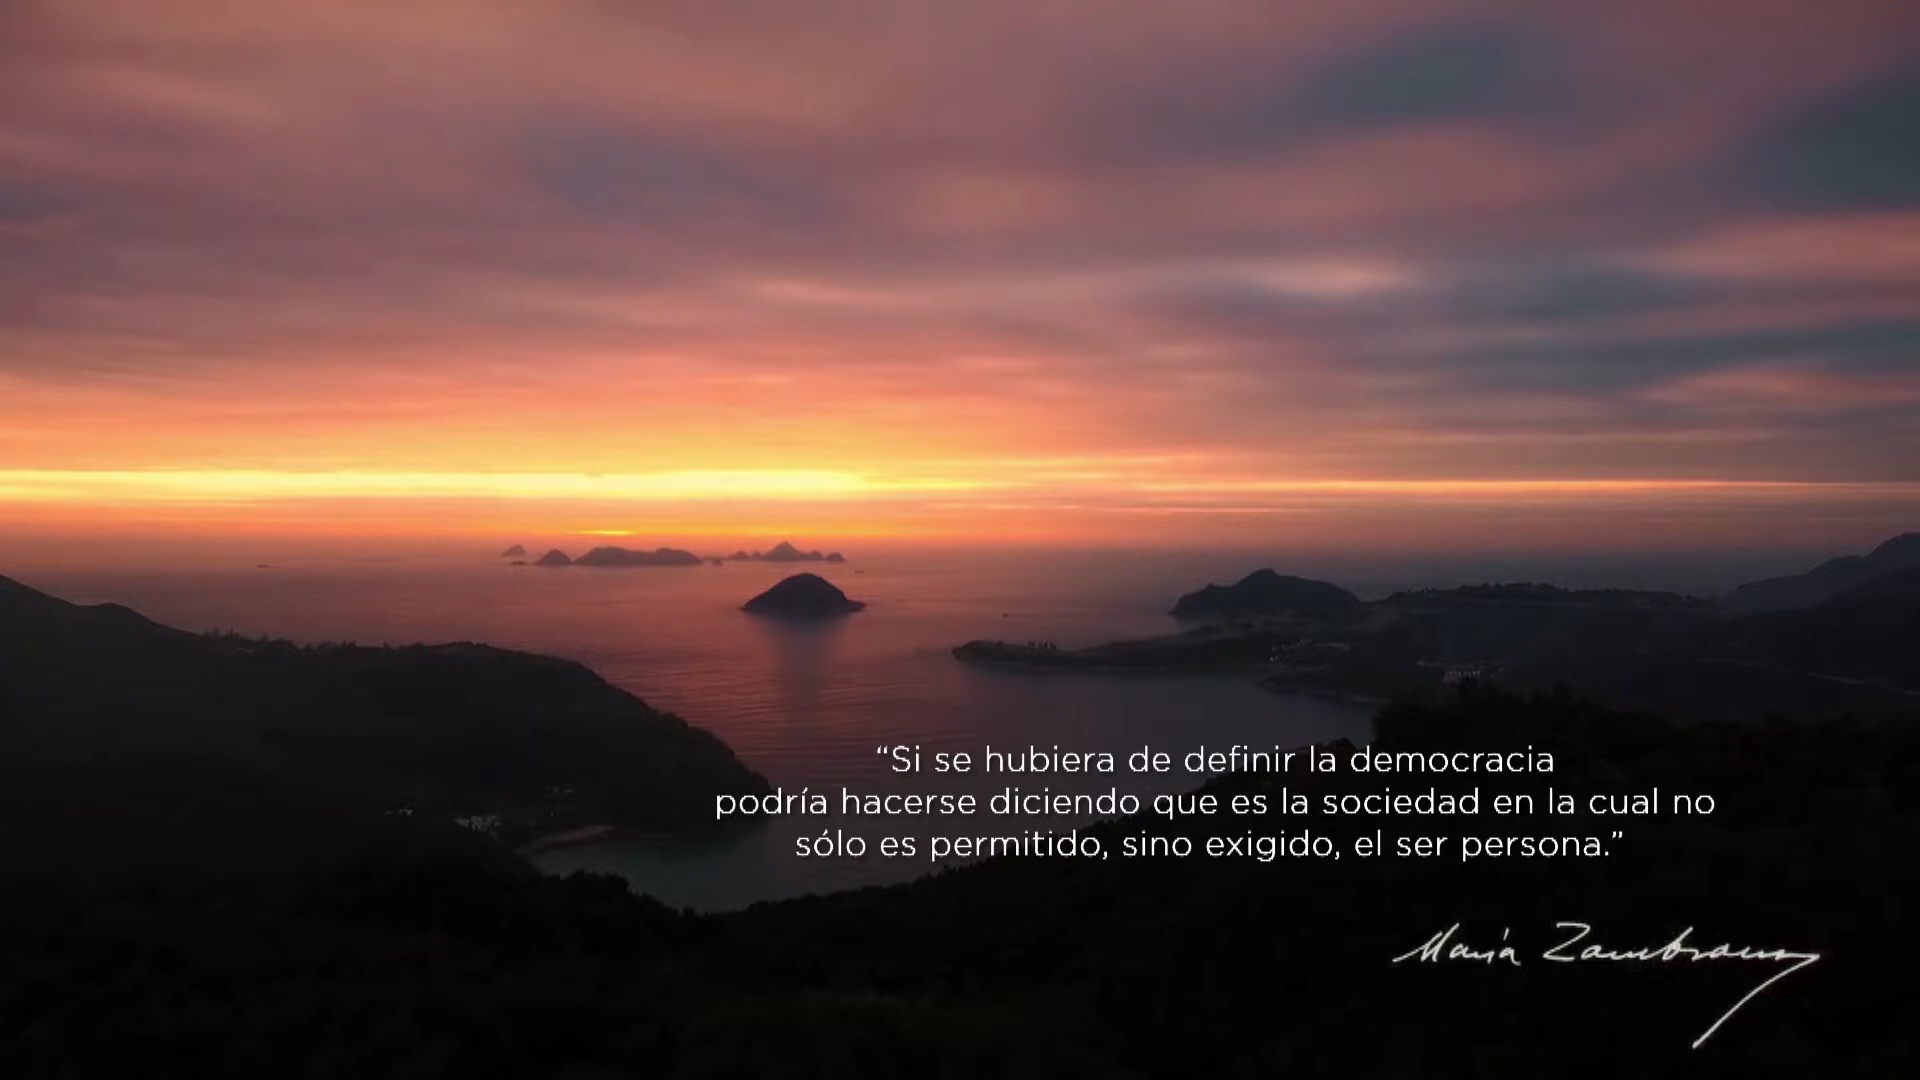 “Si se hubiera de definir la democracia
podría hacerse diciendo que es la sociedad en la cual no
sólo es permitido, sino exigido, el ser persona.”
María Zambrano